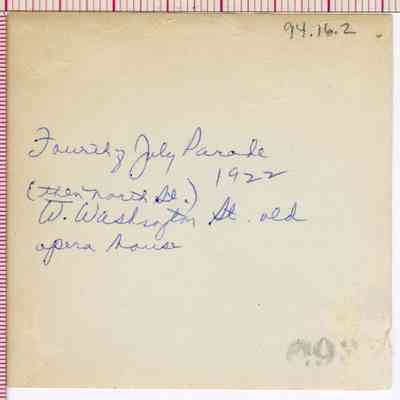 94.16.2
Fourth of July Parade
1922
(then North St.)
W. Washington St. old
opera house